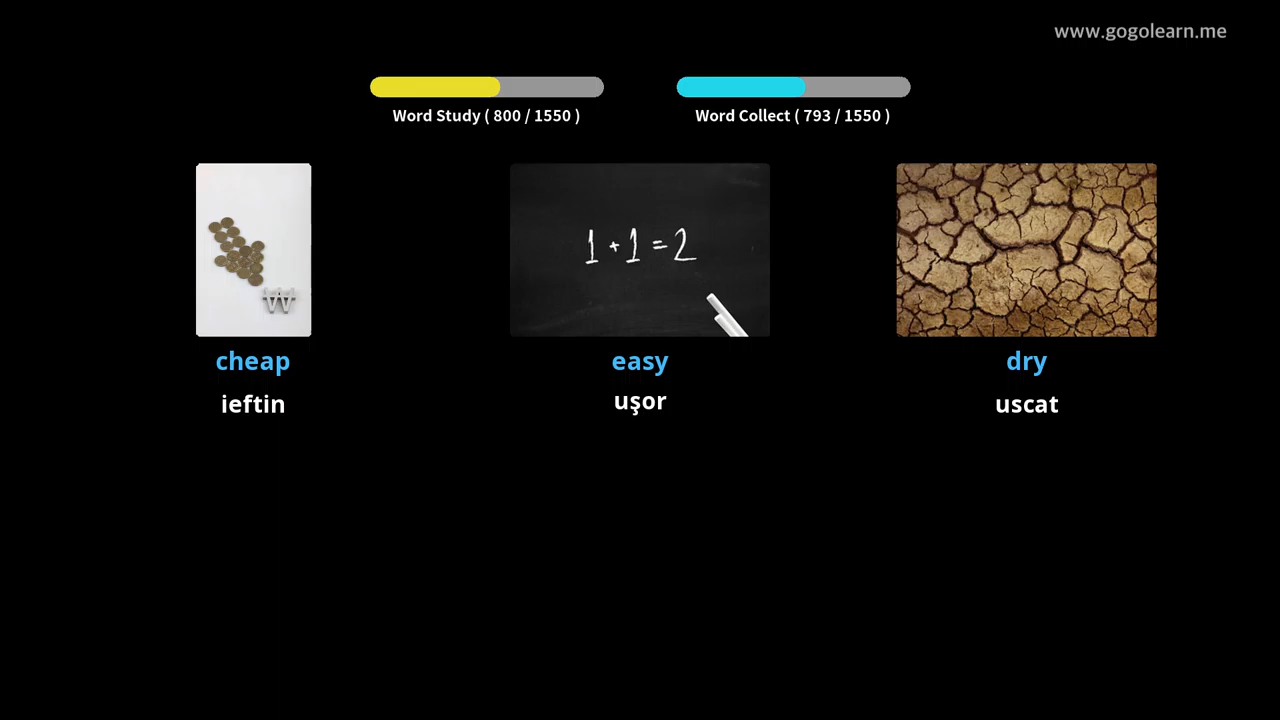 www.gogolearn.me
Word Study ( 800 / 1550 )
Word Collect ( 793 / 1550 )
₩
1 + 1 = 2
cheap
easy
dry
ieftin
uşor
uscat